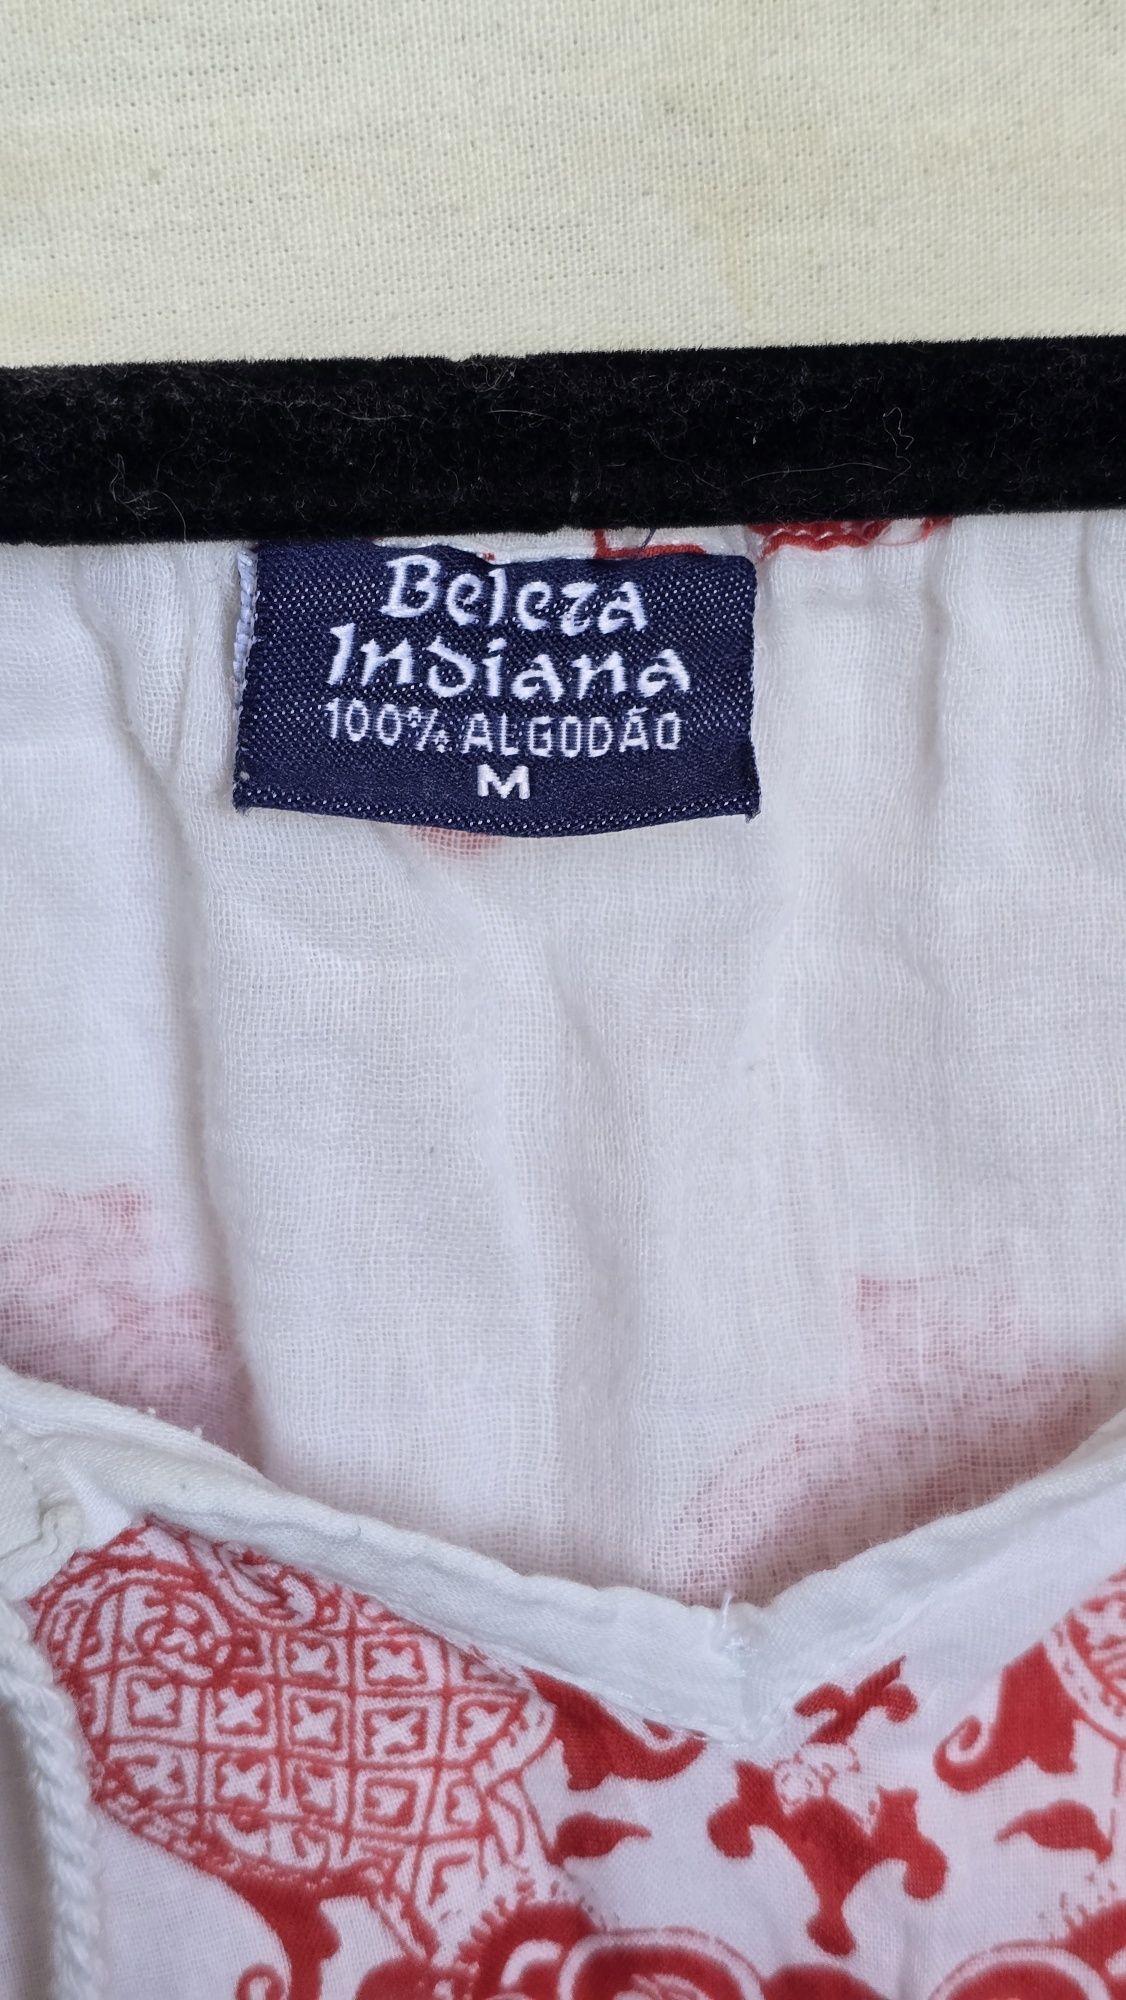 Beleza
Indiana
100% ALGODÃO
M